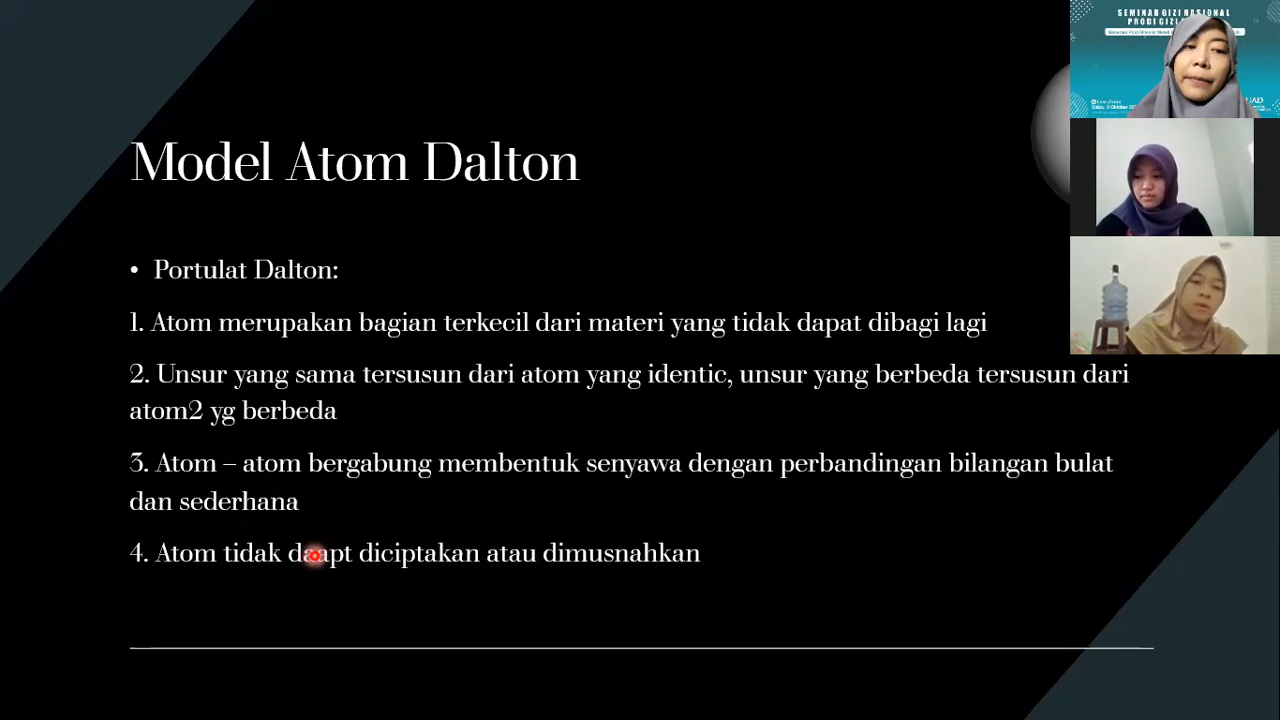 SEMINAR GIZI NASIONAL
PRODI GIZI
Model Atom Dalton
• Portulat Dalton:
1. Atom merupakan bagian terkecil dari materi yang tidak dapat dibagi lagi
2. Unsur yang sama tersusun dari atom yang identic, unsur yang berbeda tersusun dari
atom2 yg berbeda
3. Atom – atom bergabung membentuk senyawa dengan perbandingan bilangan bulat
dan sederhana
4. Atom tidak daapt diciptakan atau dimusnahkan